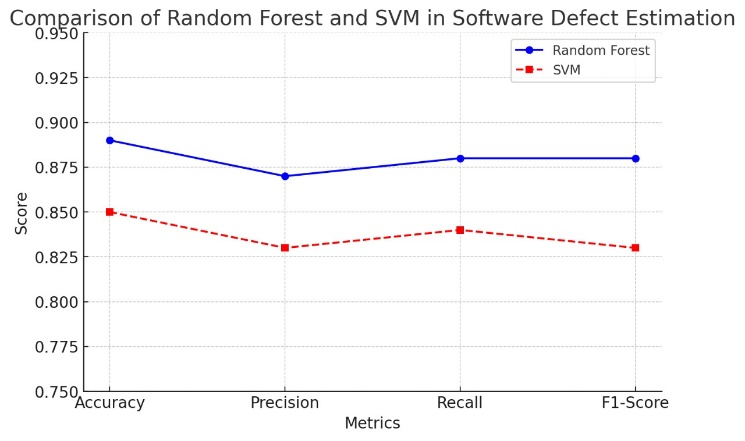 Comparison of Random Forest and SVM in Software Defect Estimation
Random Forest
SVM
Score
0.950
0.925
0.900
0.875
0.850
0.825
0.800
0.775
0.750
Accuracy Precision Recall F1-Score
Metrics